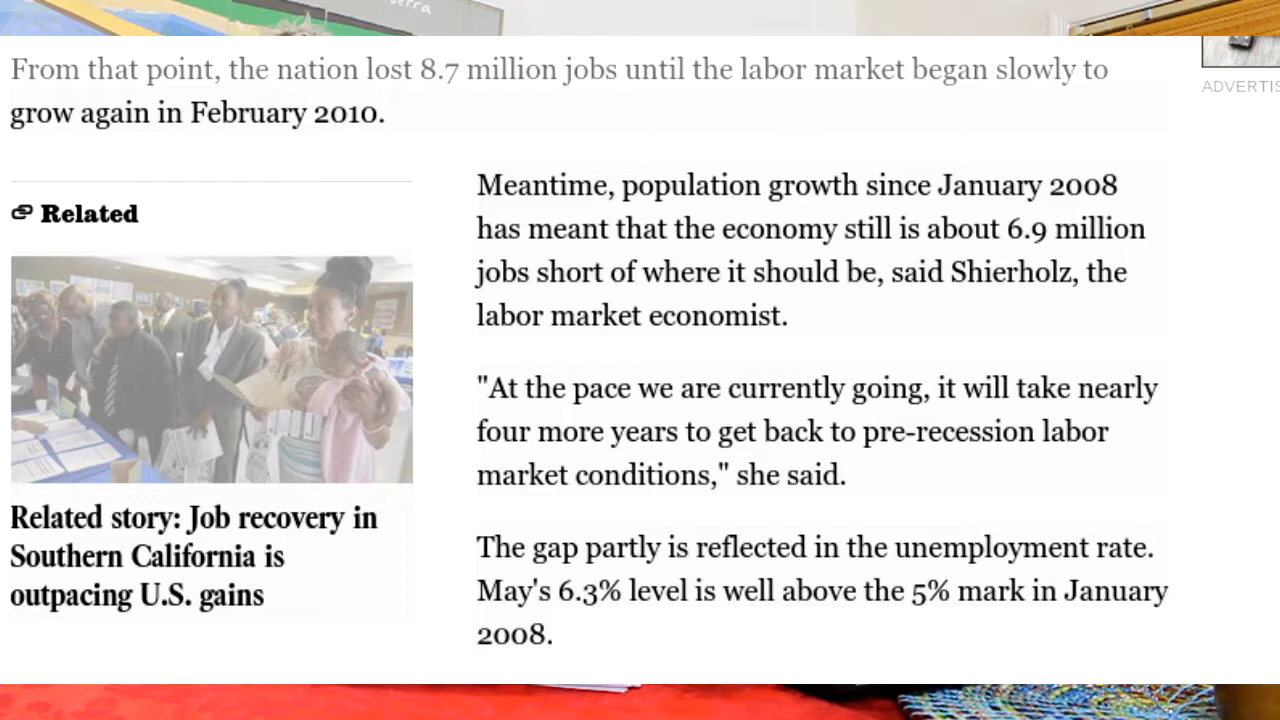 From that point, the nation lost 8.7 million jobs until the labor market began slowly to
grow again in February 2010.
ADVERTIS
Related
Related story: Job recovery in
Southern California is
outpacing U.S. gains
Meantime, population growth since January 2008
has meant that the economy still is about 6.9 million
jobs short of where it should be, said Shierholz, the
labor market economist.
"At the pace we are currently going, it will take nearly
four more years to get back to pre-recession labor
market conditions," she said.
The gap partly is reflected in the unemployment rate.
May's 6.3% level is well above the 5% mark in January
2008.